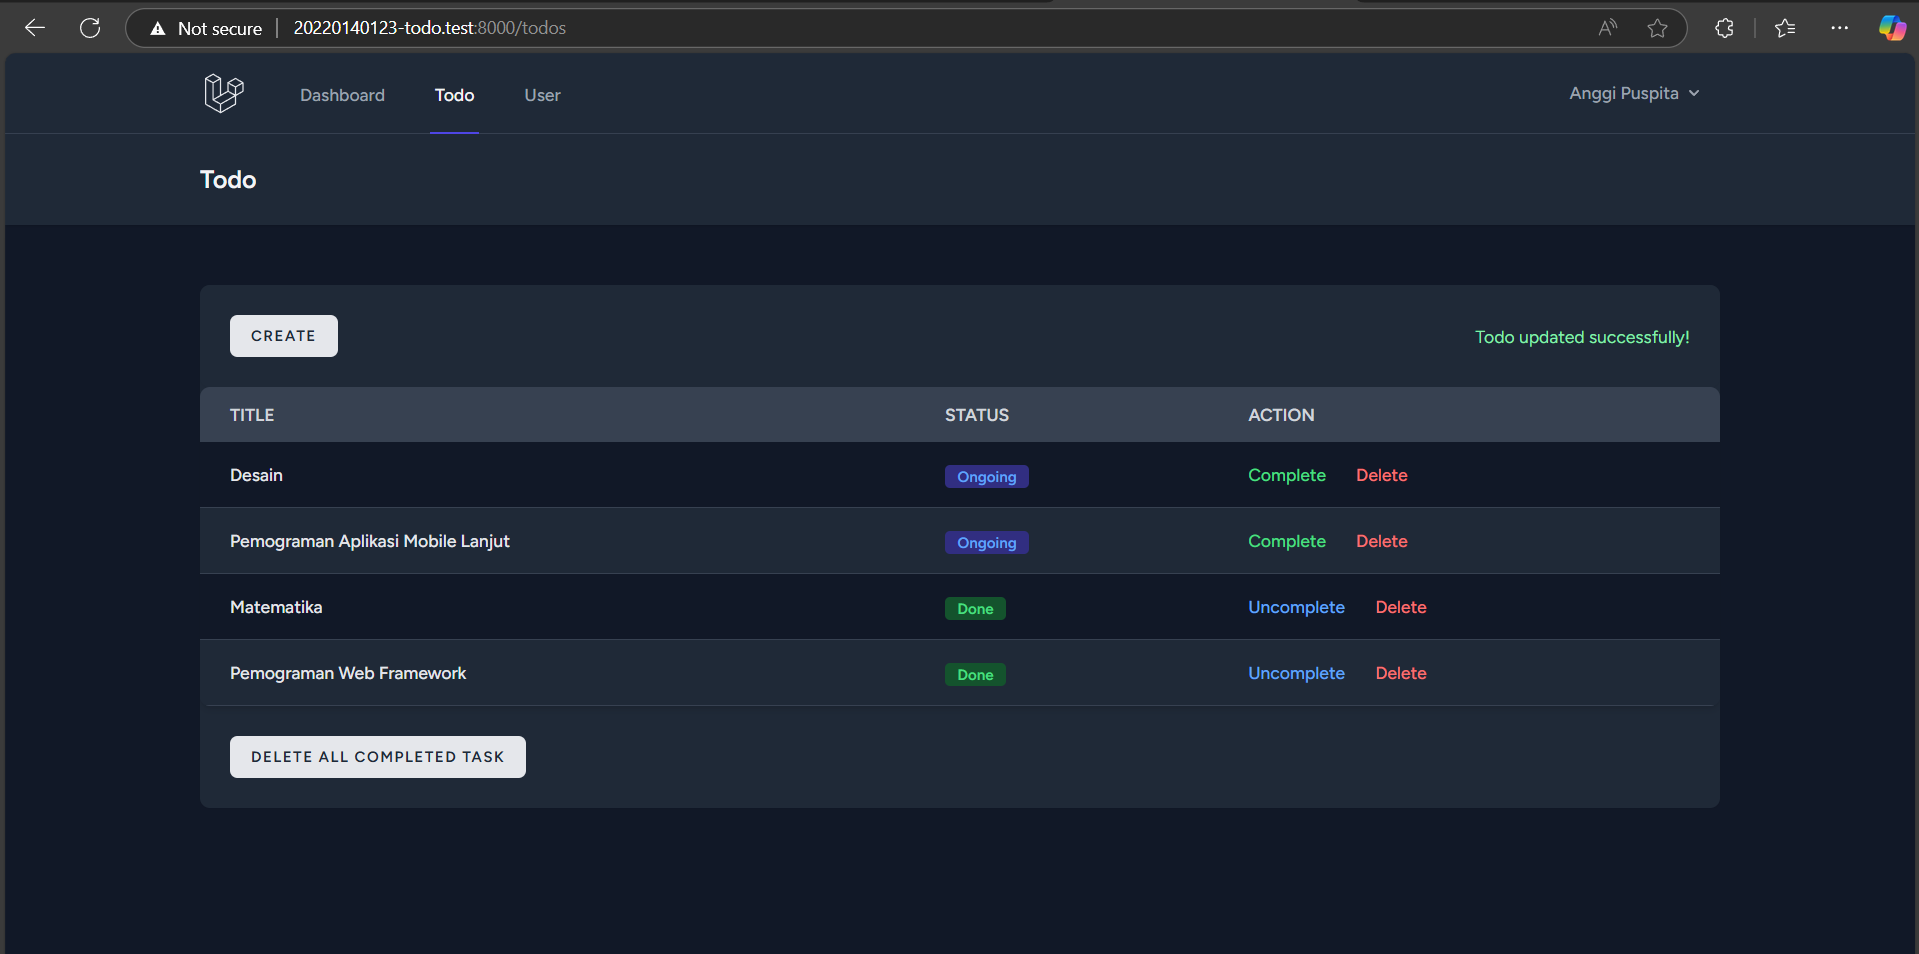 Not secure 20220140123-todo.test:8000/todos
Dashboard Todo User Anggi Puspita
Todo
CREATE Todo updated successfully!
TITLE STATUS ACTION
Desain Ongoing Complete Delete
Pemograman Aplikasi Mobile Lanjut Ongoing Complete Delete
Matematika Done Uncomplete Delete
Pemograman Web Framework Done Uncomplete Delete
DELETE ALL COMPLETED TASK